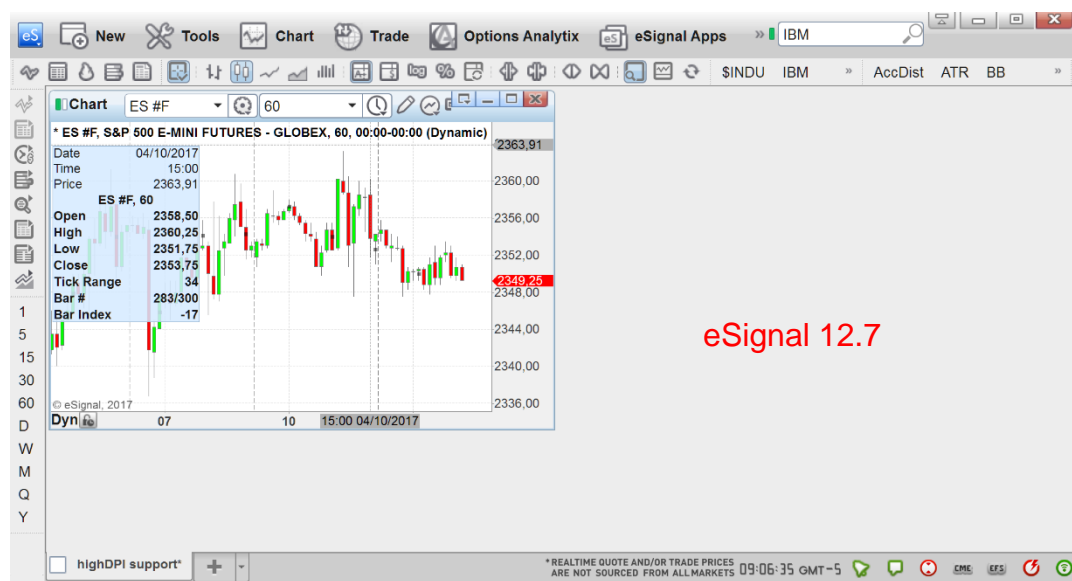 eS New Tools Chart Trade Options Analytix eS eSignal Apps » IBM
log % $INDU IBM » AccDist ATR BB »
Chart ES #F 60
* ES #F, S&P 500 E-MINI FUTURES - GLOBEX, 60, 00:00-00:00 (Dynamic)
2363,91
Date 04/10/2017
Time 15:00
Price 2363,91
ES #F, 60
Open 2358,50
High 2360,25
Low 2351,75
Close 2353,75
Tick Range 34
Bar # 283/300
Bar Index -17
2360,00
2356,00
2352,00
2349,25
2348,00
2344,00
2340,00
2336,00
© eSignal, 2017
Dyn 07 10 15:00 04/10/2017
1
5
15
30
60
D
W
M
Q
Y
eSignal 12.7
highDPI support* + 
*REALTIME QUOTE AND/OR TRADE PRICES
ARE NOT SOURCED FROM ALL MARKETS
09:06:35 GMT-5 CME EFS